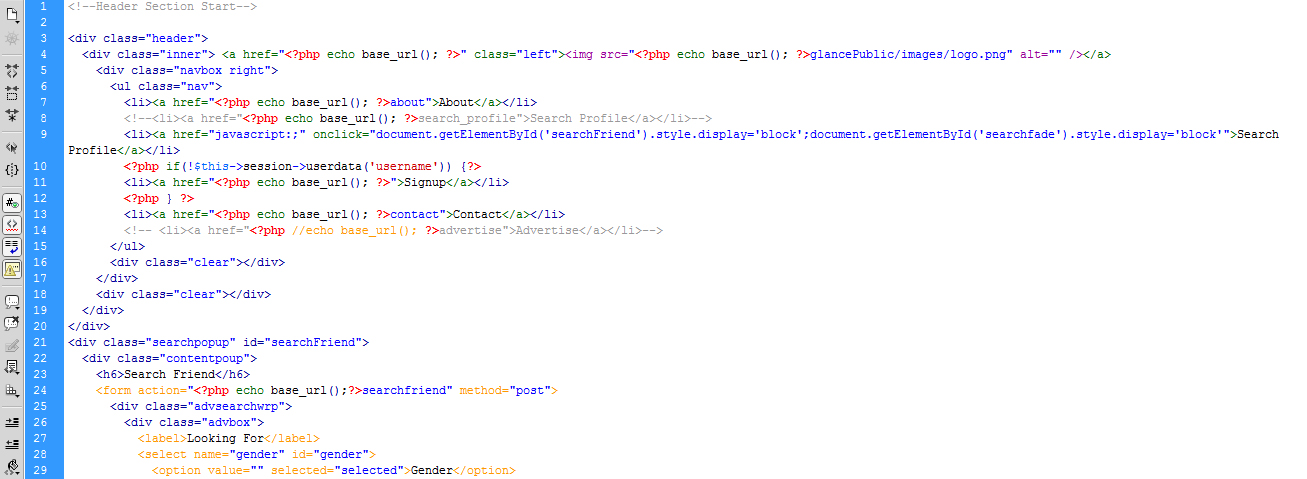 1 <!--Header Section Start-->
2
3 <div class="header">
4 <div class="inner"> <a href="<?php echo base_url(); ?>" class="left"><img src="<?php echo base_url(); ?>glancePublic/images/logo.png" alt="" /></a>
5 <div class="navbox right">
6 <ul class="nav">
7 <li><a href="<?php echo base_url(); ?>about">About</a></li>
8 <!--<li><a href="<?php echo base_url(); ?>search_profile">Search Profile</a></li>-->
9 <li><a href="javascript:;" onclick="document.getElementById('searchFriend').style.display='block';document.getElementById('searchfade').style.display='block'">Search
Profile</a></li>
10 <?php if(!$this->session->userdata('username')) {?>
11 <li><a href="<?php echo base_url(); ?>">Signup</a></li>
12 <?php } ?>
13 <li><a href="<?php echo base_url(); ?>contact">Contact</a></li>
14 <!-- <li><a href="<?php //echo base_url(); ?>advertise">Advertise</a></li>-->
15 </ul>
16 <div class="clear"></div>
17 </div>
18 <div class="clear"></div>
19 </div>
20 </div>
21 <div class="searchpopup" id="searchFriend">
22 <div class="contentpoup">
23 <h6>Search Friend</h6>
24 <form action="<?php echo base_url();?>searchfriend" method="post">
25 <div class="advsearchwrp">
26 <div class="advbox">
27 <label>Looking For</label>
28 <select name="gender" id="gender">
29 <option value="" selected="selected">Gender</option>